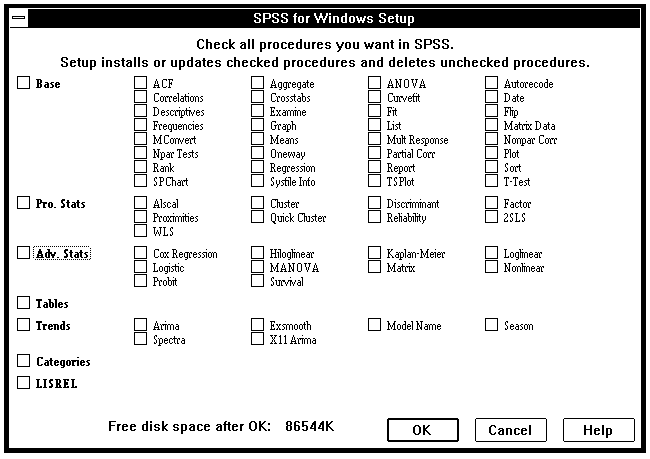 SPSS for Windows Setup
Check all procedures you want in SPSS.
Setup installs or updates checked procedures and deletes unchecked procedures.
Base ACF Aggregate ANOVA Autorecode
Correlations Crosstabs Curvefit Date
Descriptives Examine Fit Flip
Frequencies Graph List Matrix Data
MConvert Means Mult Response Nonpar Corr
Npar Tests Oneway Partial Corr Plot
Rank Regression Report Sort
SPChart Sysfile Info TSPlot T-Test
Pro. Stats Alscal Cluster Discriminant Factor
Proximities Quick Cluster Reliability 2SLS
WLS
Adv. Stats Cox Regression Hiloglinear Kaplan-Meier Loglinear
Logistic MANOVA Matrix Nonlinear
Probit Survival
Tables
Trends Arima Exsmooth Model Name Season
Spectra X11 Arima
Categories
LISREL
Free disk space after OK: 86544K OK Cancel Help